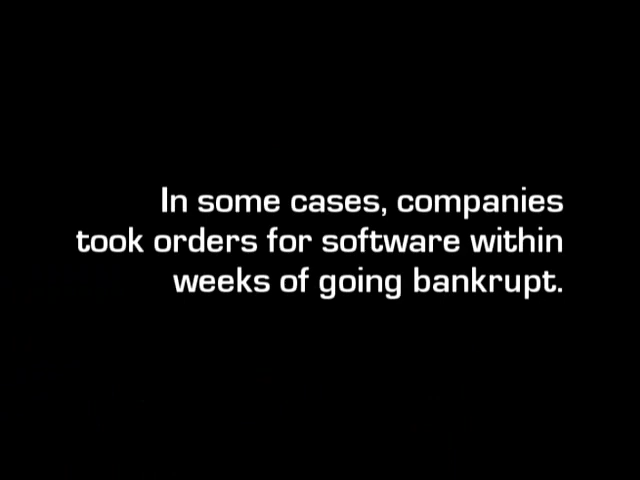 In some cases, companies
took orders for software within
weeks of going bankrupt.